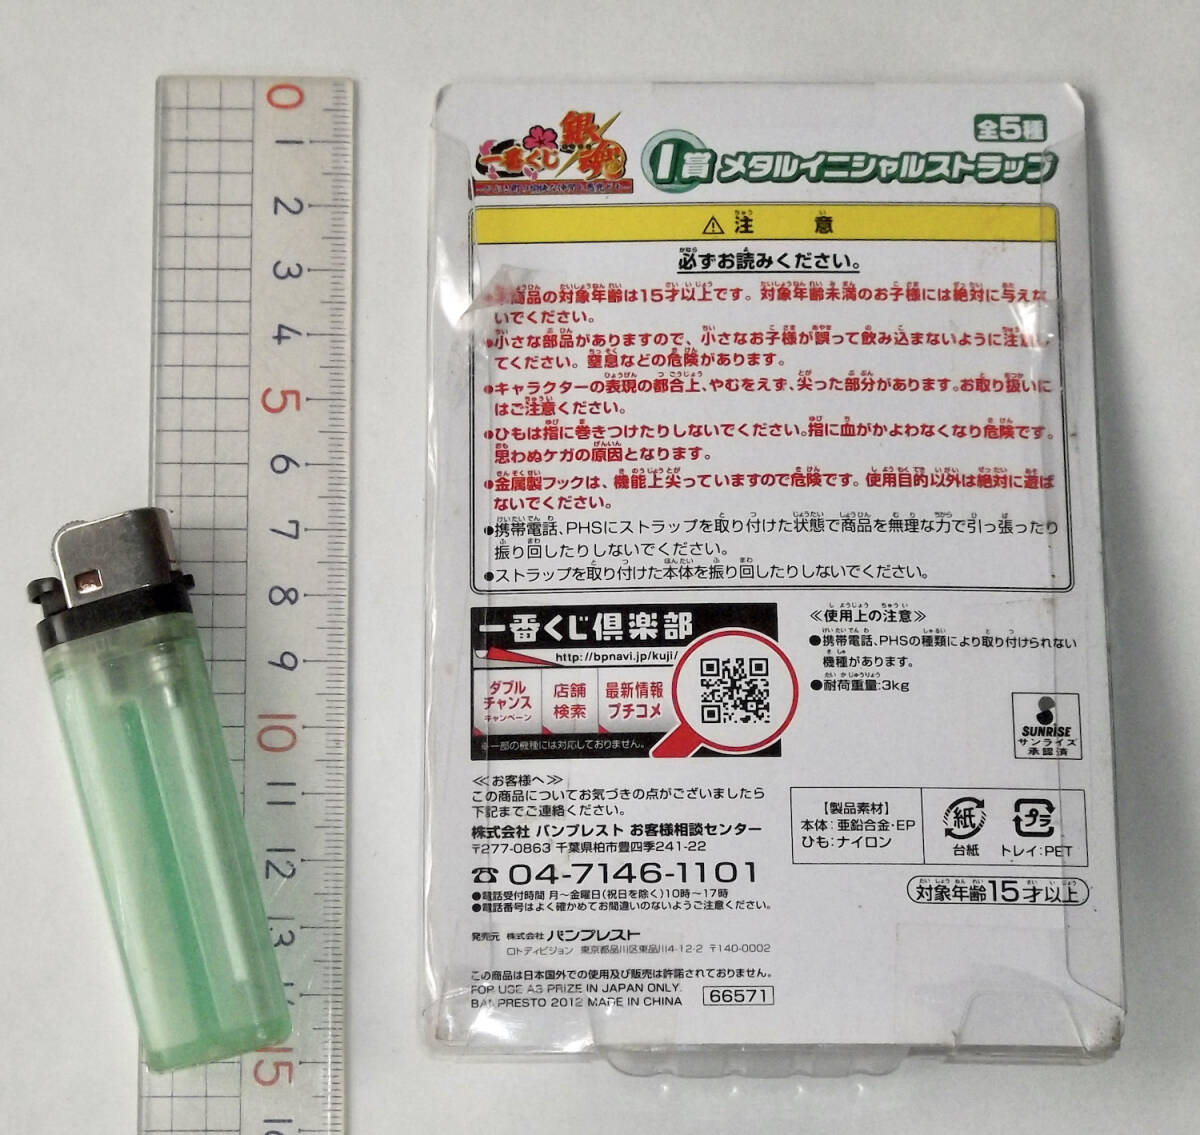 0
1
2
3
4
5
6
7
8
9
10
11
12
13
15
一番くじ 銀魂
I賞 メタルイニシャルストラップ
全5種
⚠注意
必ずお読みください。
●本商品の対象年齢は15才以上です。対象年齢未満のお子様には絶対に与えな
いでください。
●小さな部品がありますので、小さなお子様が誤って飲み込まないように注意し
てください。窒息などの危険があります。
●キャラクターの表現の都合上、やむをえず、尖った部分があります。お取り扱いに
はご注意ください。
●ひもは指に巻きつけたりしないでください。指に血がかよわなくなり危険です。
思わぬケガの原因となります。
●金属製フックは、機能上尖っていますので危険です。使用目的以外は絶対に遊ば
ないでください。
●携帯電話、PHSにストラップを取り付けた状態で商品を無理な力で引っ張ったり
振り回したりしないでください。
●ストラップを取り付けた本体を振り回したりしないでください。
一番くじ倶楽部
http://bpnavi.jp/kuji/
ダブル
チャンス
キャンペーン
店舗
検索
最新情報
プチコメ
※一部の機種には対応しておりません。
≪使用上の注意≫
●携帯電話、PHSの種類により取り付けられない
機種があります。
●耐荷重量:3kg
SUNRISE
サンライズ
承認済
≪お客様へ≫
この商品についてお気づきの点がございましたら
下記までご連絡ください。
株式会社 バンプレスト お客様相談センター
〒277-0863 千葉県柏市豊四季241-22
☎ 04-7146-1101
●電話受付時間 月〜金曜日(祝日を除く)10時〜17時
●電話番号はよく確かめてお間違いのないようご注意ください。
【製品素材】
本体:亜鉛合金・EP
ひも:ナイロン
紙
台紙
プラ
トレイ:PET
対象年齢15才以上
発売元 株式会社 バンプレスト
ロトディビジョン 東京都品川区東品川4-12-2 〒140-0002
この商品は日本国外での使用及び販売は許諾されておりません。
FOR USE AS PRIZE IN JAPAN ONLY.
BANPRESTO 2012 MADE IN CHINA
66571